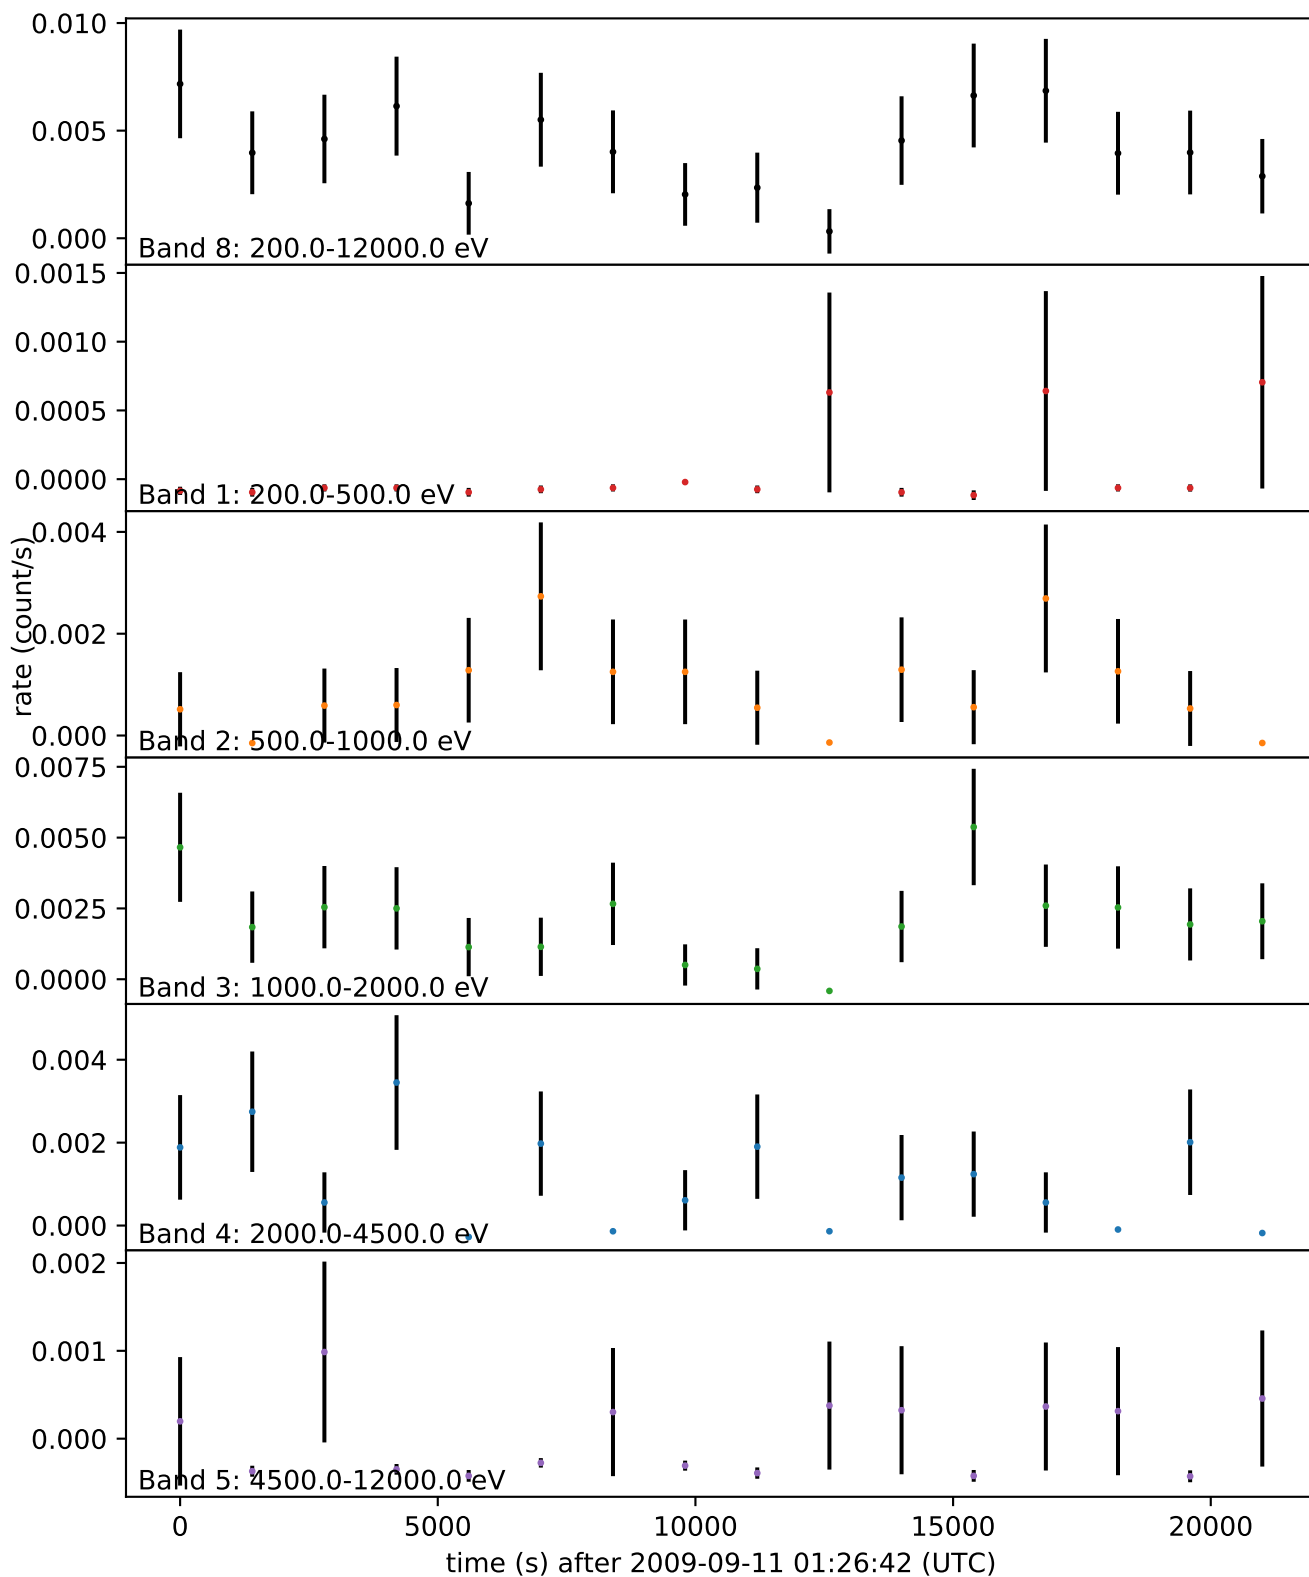 0.010
0.005
0.000
Band 8: 200.0-12000.0 eV
0.0015
0.0010
0.0005
0.0000
Band 1: 200.0-500.0 eV
rate (count/s)
0.004
0.002
0.000
Band 2: 500.0-1000.0 eV
0.0075
0.0050
0.0025
0.0000
Band 3: 1000.0-2000.0 eV
0.004
0.002
0.000
Band 4: 2000.0-4500.0 eV
0.002
0.001
0.000
Band 5: 4500.0-12000.0 eV
0 5000 10000 15000 20000
time (s) after 2009-09-11 01:26:42 (UTC)